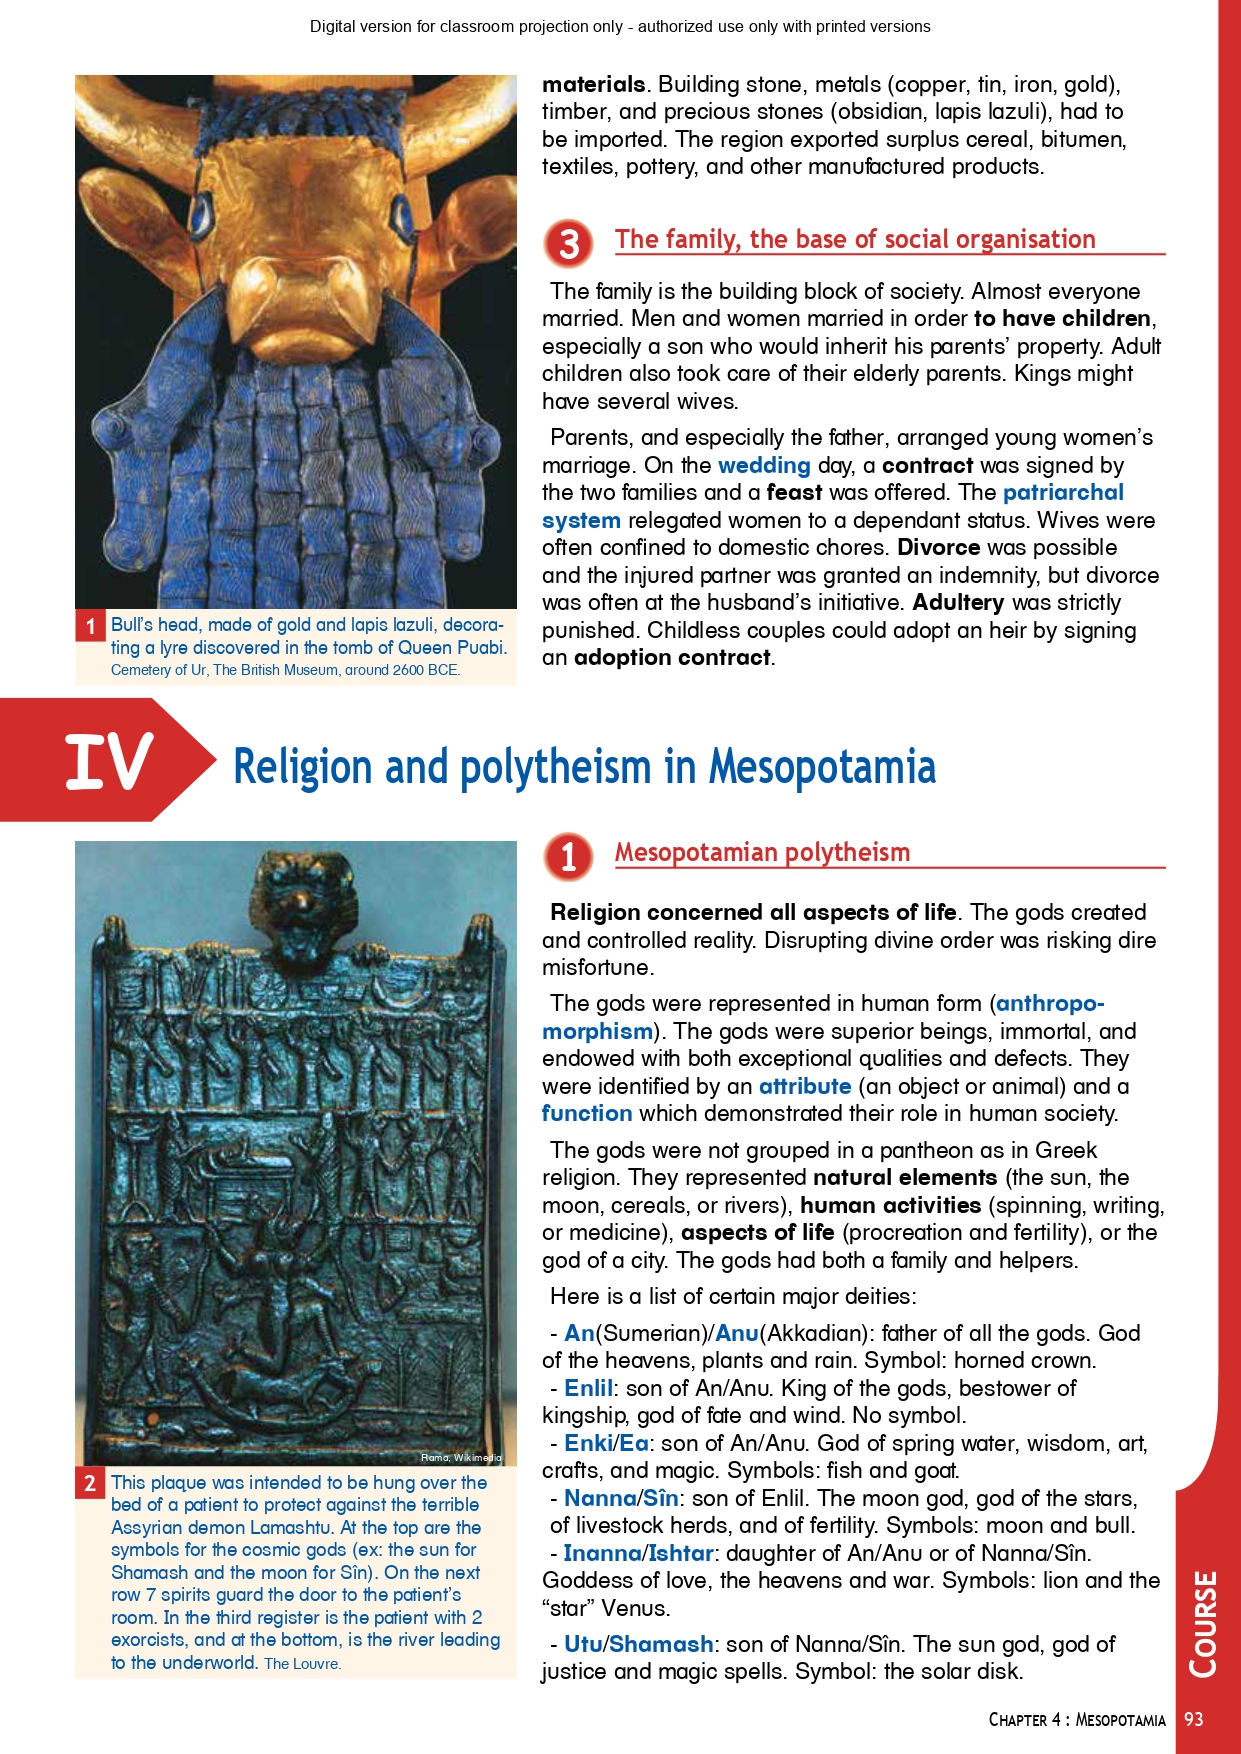 Digital version for classroom projection only - authorized use only with printed versions
materials. Building stone, metals (copper, tin, iron, gold),
timber, and precious stones (obsidian, lapis lazuli), had to
be imported. The region exported surplus cereal, bitumen,
textiles, pottery, and other manufactured products.
3 The family, the base of social organisation
The family is the building block of society. Almost everyone
married. Men and women married in order to have children,
especially a son who would inherit his parents' property. Adult
children also took care of their elderly parents. Kings might
have several wives.
Parents, and especially the father, arranged young women's
marriage. On the wedding day, a contract was signed by
the two families and a feast was offered. The patriarchal
system relegated women to a dependant status. Wives were
often confined to domestic chores. Divorce was possible
and the injured partner was granted an indemnity, but divorce
was often at the husband's initiative. Adultery was strictly
punished. Childless couples could adopt an heir by signing
an adoption contract.
1 Bull's head, made of gold and lapis lazuli, decora-
ting a lyre discovered in the tomb of Queen Puabi.
Cemetery of Ur, The British Museum, around 2600 BCE.
IV Religion and polytheism in Mesopotamia
1 Mesopotamian polytheism
Religion concerned all aspects of life. The gods created
and controlled reality. Disrupting divine order was risking dire
misfortune.
The gods were represented in human form (anthropo-
morphism). The gods were superior beings, immortal, and
endowed with both exceptional qualities and defects. They
were identified by an attribute (an object or animal) and a
function which demonstrated their role in human society.
The gods were not grouped in a pantheon as in Greek
religion. They represented natural elements (the sun, the
moon, cereals, or rivers), human activities (spinning, writing,
or medicine), aspects of life (procreation and fertility), or the
god of a city. The gods had both a family and helpers.
Here is a list of certain major deities:
- An(Sumerian)/Anu(Akkadian): father of all the gods. God
of the heavens, plants and rain. Symbol: horned crown.
- Enlil: son of An/Anu. King of the gods, bestower of
kingship, god of fate and wind. No symbol.
- Enki/Ea: son of An/Anu. God of spring water, wisdom, art,
crafts, and magic. Symbols: fish and goat.
- Nanna/Sîn: son of Enlil. The moon god, god of the stars,
of livestock herds, and of fertility. Symbols: moon and bull.
- Inanna/Ishtar: daughter of An/Anu or of Nanna/Sîn.
Goddess of love, the heavens and war. Symbols: lion and the
"star" Venus.
- Utu/Shamash: son of Nanna/Sîn. The sun god, god of
justice and magic spells. Symbol: the solar disk.
Rama, Wikimedia
2 This plaque was intended to be hung over the
bed of a patient to protect against the terrible
Assyrian demon Lamashtu. At the top are the
symbols for the cosmic gods (ex: the sun for
Shamash and the moon for Sîn). On the next
row 7 spirits guard the door to the patient's
room. In the third register is the patient with 2
exorcists, and at the bottom, is the river leading
to the underworld. The Louvre.
COURSE
CHAPTER 4 : MESOPOTAMIA 93